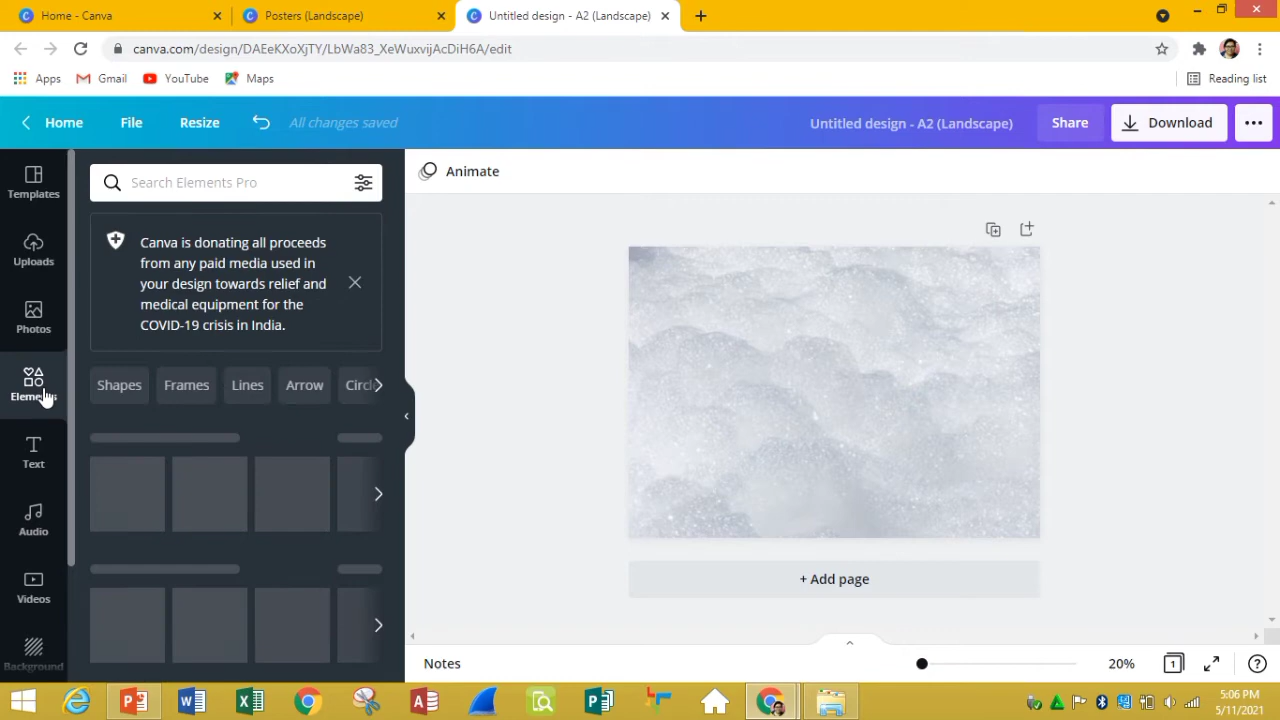 Home - Canva
Posters (Landscape)
Untitled design - A2 (Landscape)
canva.com/design/DAEeKXoXjTY/LbWa83_XeWuxvijAcDiH6A/edit
Apps
Gmail
YouTube
Maps
Reading list
Home
File
Resize
All changes saved
Untitled design - A2 (Landscape)
Share
Download
Templates
Uploads
Photos
Elements
Text
Audio
Videos
Background
Search Elements Pro
Canva is donating all proceeds
from any paid media used in
your design towards relief and
medical equipment for the
COVID-19 crisis in India.
Shapes
Frames
Lines
Arrow
Circl
Animate
+ Add page
Notes
20%
1
5:06 PM
5/11/2021